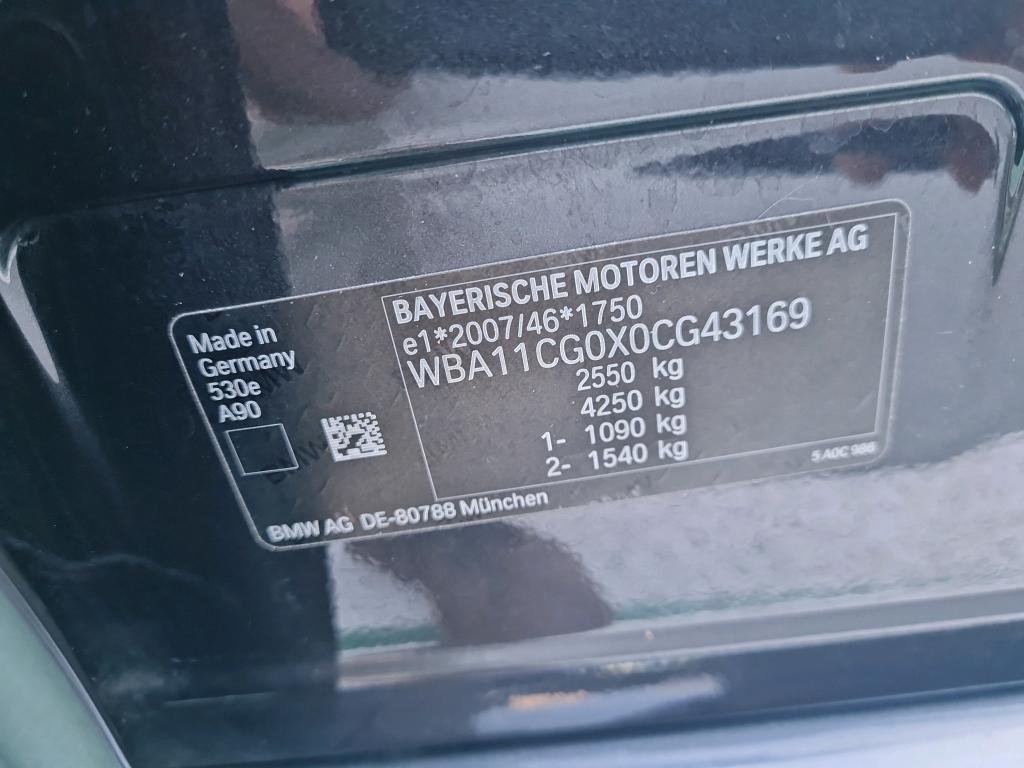 BAYERISCHE MOTOREN WERKE AG
e1*2007/46*1750
WBA11CG0X0CG43169
2550 kg
4250 kg
1- 1090 kg
2- 1540 kg
Made in
Germany
530e
A90
5 A0C 986
BMW AG DE-80788 München